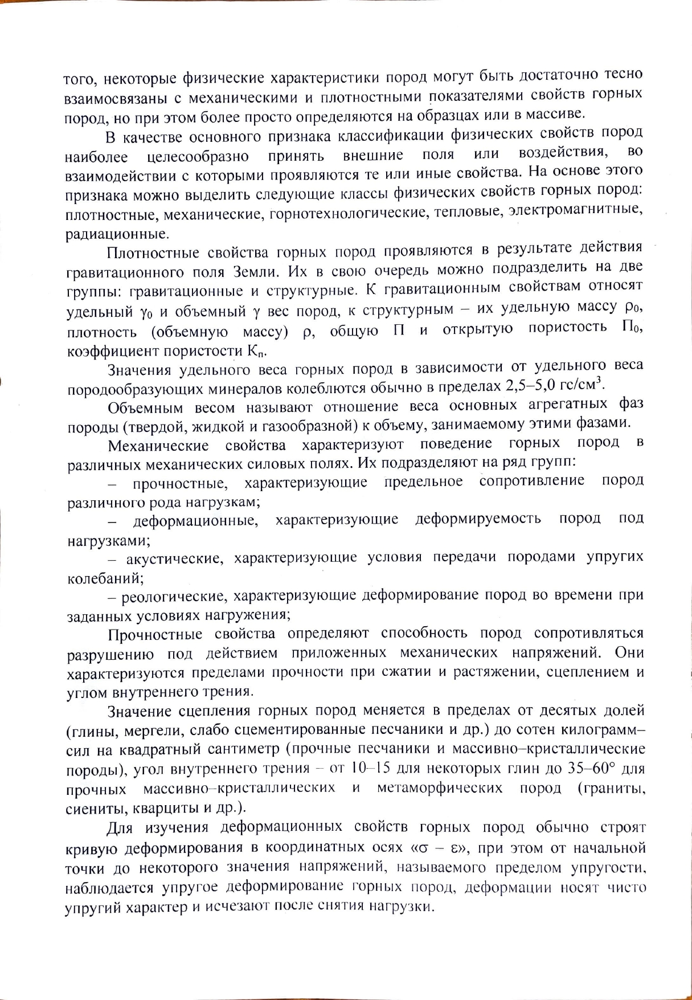 того, некоторые физические характеристики пород могут быть достаточно тесно
взаимосвязаны с механическими и плотностными показателями свойств горных
пород, но при этом более просто определяются на образцах или в массиве.
В качестве основного признака классификации физических свойств пород
наиболее целесообразно принять внешние поля или воздействия, во
взаимодействии с которыми проявляются те или иные свойства. На основе этого
признака можно выделить следующие классы физических свойств горных пород:
плотностные, механические, горнотехнологические, тепловые, электромагнитные,
радиационные.
Плотностные свойства горных пород проявляются в результате действия
гравитационного поля Земли. Их в свою очередь можно подразделить на две
группы: гравитационные и структурные. К гравитационным свойствам относят
удельный γ₀ и объемный γ вес пород, к структурным – их удельную массу ρ₀,
плотность (объемную массу) ρ, общую П и открытую пористость П₀,
коэффициент пористости Кₙ.
Значения удельного веса горных пород в зависимости от удельного веса
породообразующих минералов колеблются обычно в пределах 2,5–5,0 гс/см³.
Объемным весом называют отношение веса основных агрегатных фаз
породы (твердой, жидкой и газообразной) к объему, занимаемому этими фазами.
Механические свойства характеризуют поведение горных пород в
различных механических силовых полях. Их подразделяют на ряд групп:
– прочностные, характеризующие предельное сопротивление пород
различного рода нагрузкам;
– деформационные, характеризующие деформируемость пород под
нагрузками;
– акустические, характеризующие условия передачи породами упругих
колебаний;
– реологические, характеризующие деформирование пород во времени при
заданных условиях нагружения;
Прочностные свойства определяют способность пород сопротивляться
разрушению под действием приложенных механических напряжений. Они
характеризуются пределами прочности при сжатии и растяжении, сцеплением и
углом внутреннего трения.
Значение сцепления горных пород меняется в пределах от десятых долей
(глины, мергели, слабо сцементированные песчаники и др.) до сотен килограмм–
сил на квадратный сантиметр (прочные песчаники и массивно–кристаллические
породы), угол внутреннего трения – от 10–15 для некоторых глин до 35–60° для
прочных массивно–кристаллических и метаморфических пород (граниты,
сиениты, кварциты и др.).
Для изучения деформационных свойств горных пород обычно строят
кривую деформирования в координатных осях «σ – ε», при этом от начальной
точки до некоторого значения напряжений, называемого пределом упругости,
наблюдается упругое деформирование горных пород, деформации носят чисто
упругий характер и исчезают после снятия нагрузки.